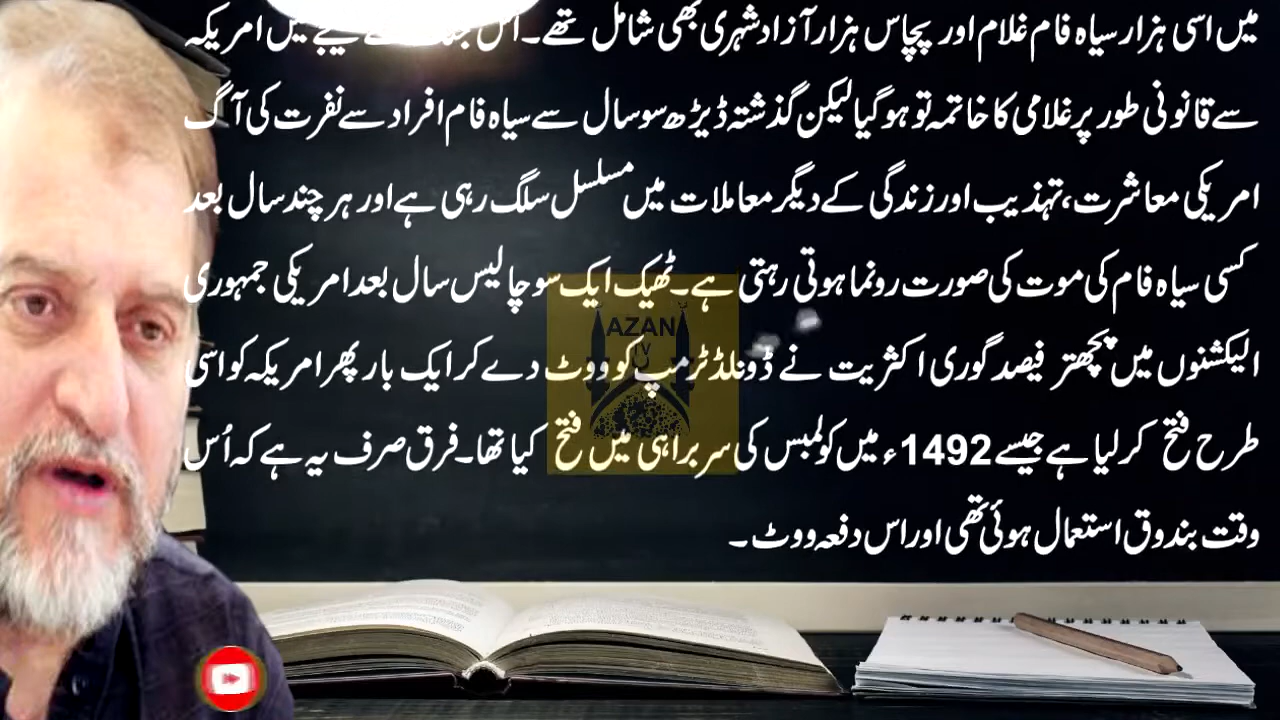 میں اسی ہزار سیاہ فام غلام اور پچاس ہزار آزاد شہری بھی شامل تھے۔ اس میں امریکہ
سے قانونی طور پر غلامی کا خاتمہ تو ہو گیا لیکن گذشتہ ڈیڑھ سو سال سے سیاہ فام افراد سے نفرت کی آگ
امریکی معاشرت، تہذیب اور زندگی کے دیگر معاملات میں مسلسل سلگ رہی ہے اور ہر چند سال بعد
کسی سیاہ فام کی موت کی صورت رونما ہوتی رہتی ہے۔ ٹھیک ایک سو چالیس سال بعد امریکی جمہوری
الیکشنوں میں پچھتر فیصد گوری اکثریت نے ڈونلڈ ٹرمپ کو ووٹ دے کر ایک بار پھر امریکہ کو اسی
طرح فتح کر لیا ہے جیسے 1492ء میں کولمبس کی سربراہی میں فتح کیا تھا۔ فرق صرف یہ ہے کہ اُس
وقت بندوق استعمال ہوئی تھی اور اس دفعہ ووٹ۔
AZAN
TV